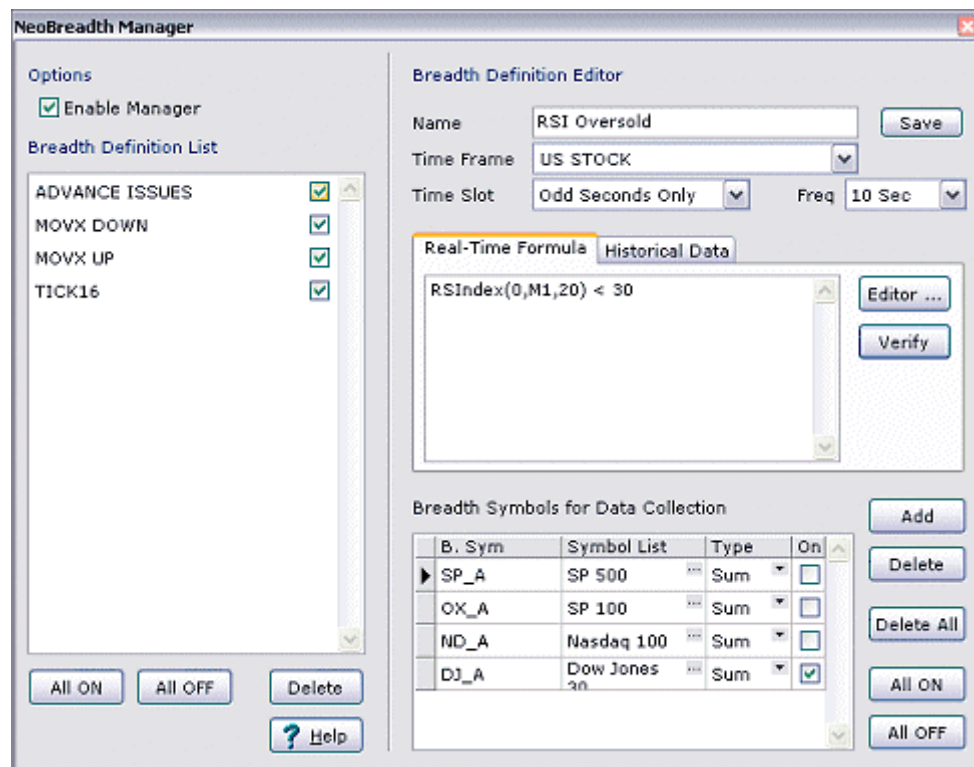 NeoBreadth Manager
Options
Enable Manager
Breadth Definition List
ADVANCE ISSUES
MOVX DOWN
MOVX UP
TICK16
All ON
All OFF
Delete
? Help
Breadth Definition Editor
Name RSI Oversold Save
Time Frame US STOCK
Time Slot Odd Seconds Only Freq 10 Sec
Real-Time Formula Historical Data
RSIndex(0,M1,20) < 30
Editor ...
Verify
Breadth Symbols for Data Collection
B. Sym Symbol List Type On
SP_A SP 500 ... Sum
OX_A SP 100 ... Sum
ND_A Nasdaq 100 ... Sum
DJ_A Dow Jones 30 ... Sum
Add
Delete
Delete All
All ON
All OFF